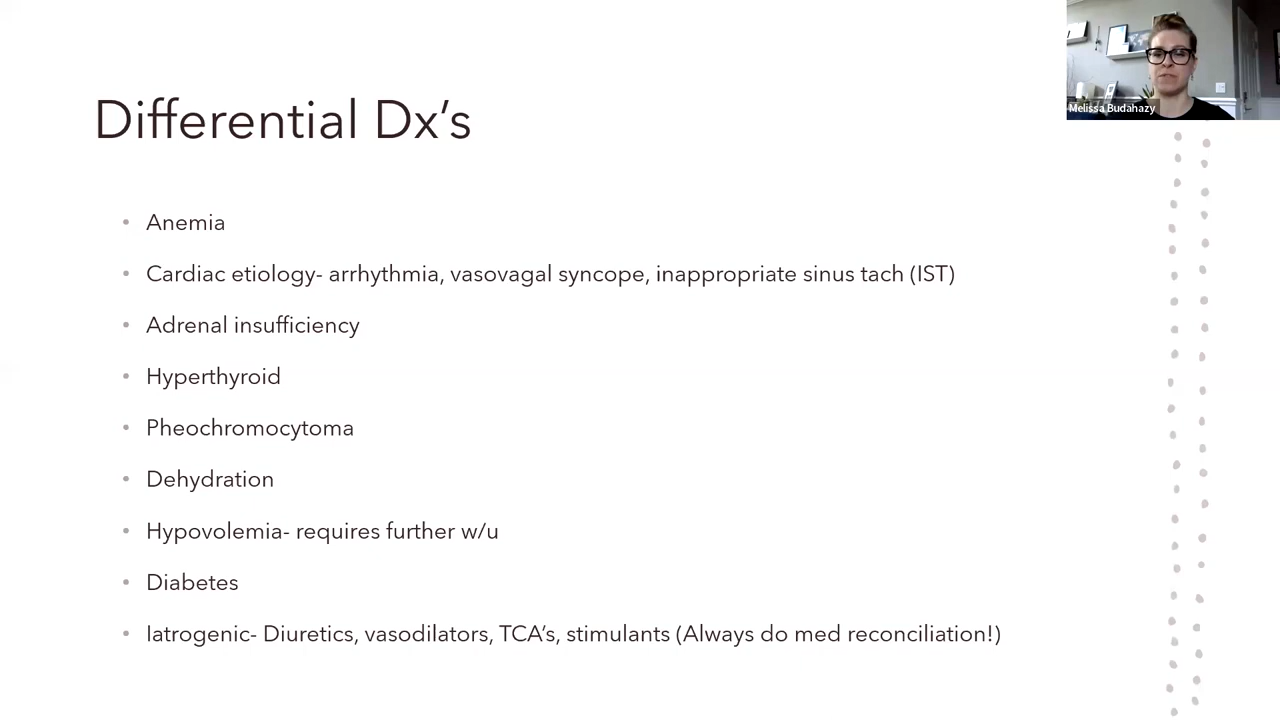 Melissa Budahazy
Differential Dx’s
• Anemia
• Cardiac etiology- arrhythmia, vasovagal syncope, inappropriate sinus tach (IST)
• Adrenal insufficiency
• Hyperthyroid
• Pheochromocytoma
• Dehydration
• Hypovolemia- requires further w/u
• Diabetes
• Iatrogenic- Diuretics, vasodilators, TCA’s, stimulants (Always do med reconciliation!)